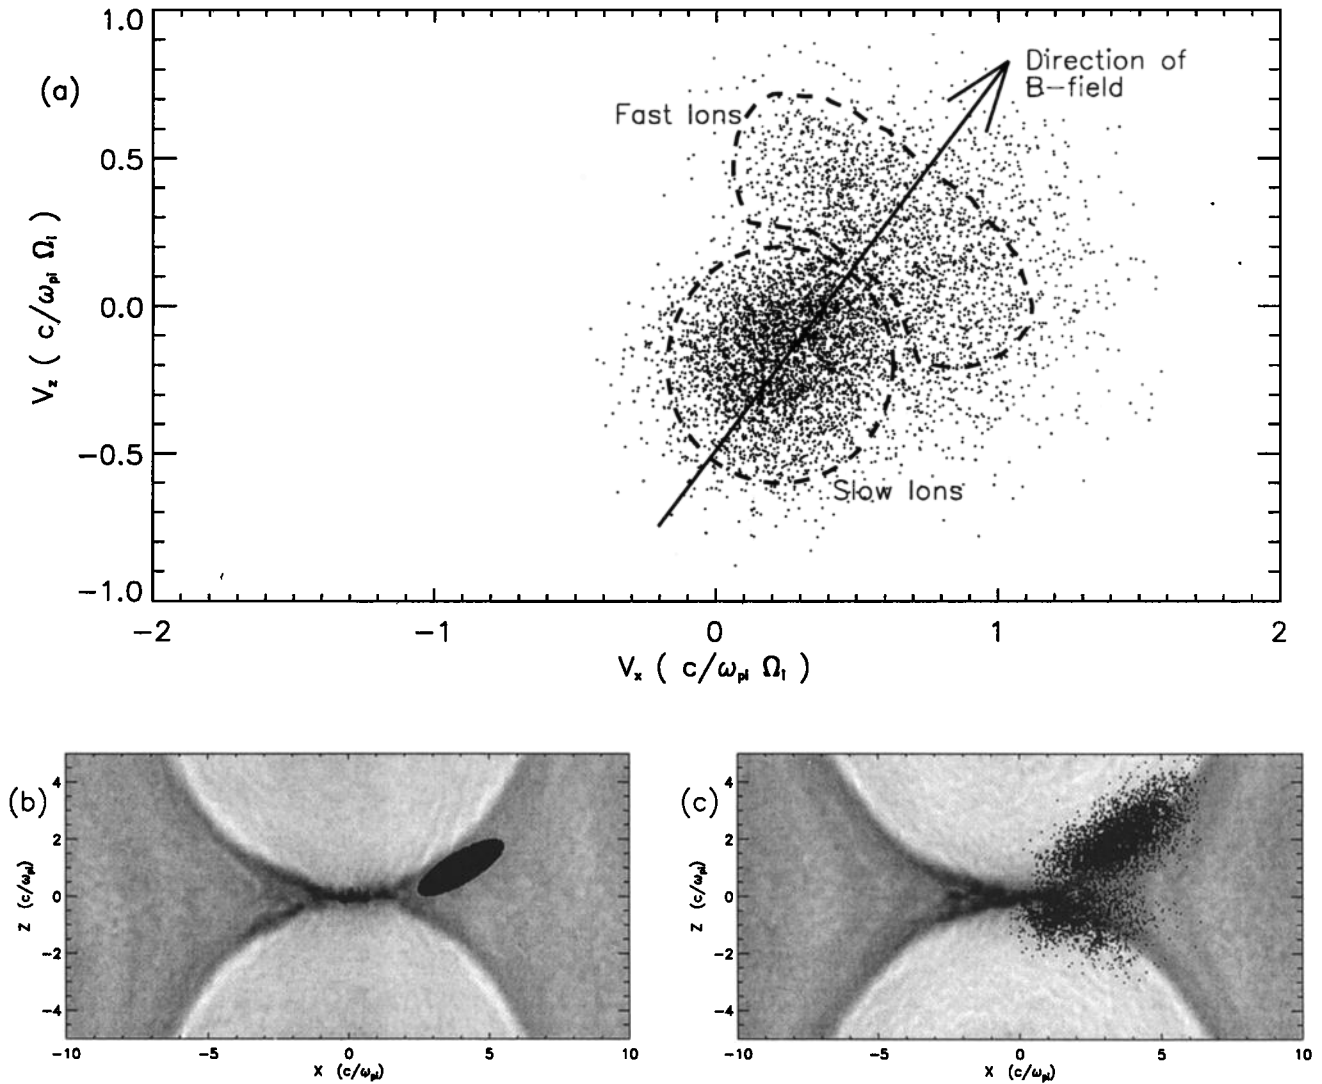 1.0
(a)
Direction of
B-field
Fast Ions
0.5
V_z ( c/ω_pi Ω_i )
0.0
-0.5
Slow Ions
-1.0
-2 -1 0 1 2
V_x ( c/ω_pi Ω_i )
(b)
4
2
0
-2
-4
Z (c/ω_pi)
-10 -5 0 5 10
X (c/ω_pi)
(c)
4
2
0
-2
-4
Z (c/ω_pi)
-10 -5 0 5 10
X (c/ω_pi)